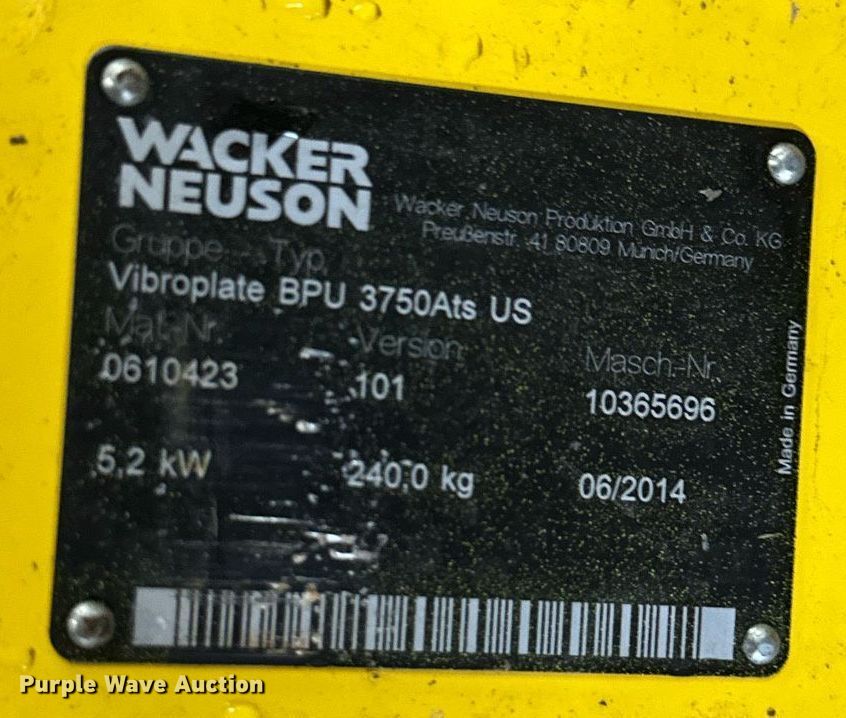 WACKER
NEUSON
Wacker Neuson Produktion GmbH & Co. KG
Preußenstr. 41 80809 Munich/Germany
Gruppe Typ
Vibroplate BPU 3750Ats US
Mat.-Nr. Version Masch.-Nr.
0610423 101 10365696
5,2 kW 240,0 kg 06/2014
Made in Germany
Purple Wave Auction